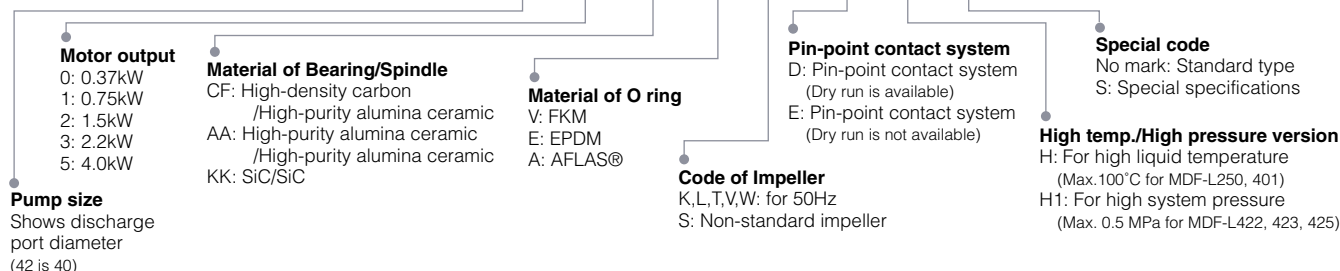 Motor output
0: 0.37kW
1: 0.75kW
2: 1.5kW
3: 2.2kW
5: 4.0kW
Pump size
Shows discharge
port diameter
(42 is 40)
Material of Bearing/Spindle
CF: High-density carbon
/High-purity alumina ceramic
AA: High-purity alumina ceramic
/High-purity alumina ceramic
KK: SiC/SiC
Material of O ring
V: FKM
E: EPDM
A: AFLAS®
Code of Impeller
K,L,T,V,W: for 50Hz
S: Non-standard impeller
Pin-point contact system
D: Pin-point contact system
(Dry run is available)
E: Pin-point contact system
(Dry run is not available)
Special code
No mark: Standard type
S: Special specifications
High temp./High pressure version
H: For high liquid temperature
(Max.100˚C for MDF-L250, 401)
H1: For high system pressure
(Max. 0.5 MPa for MDF-L422, 423, 425)